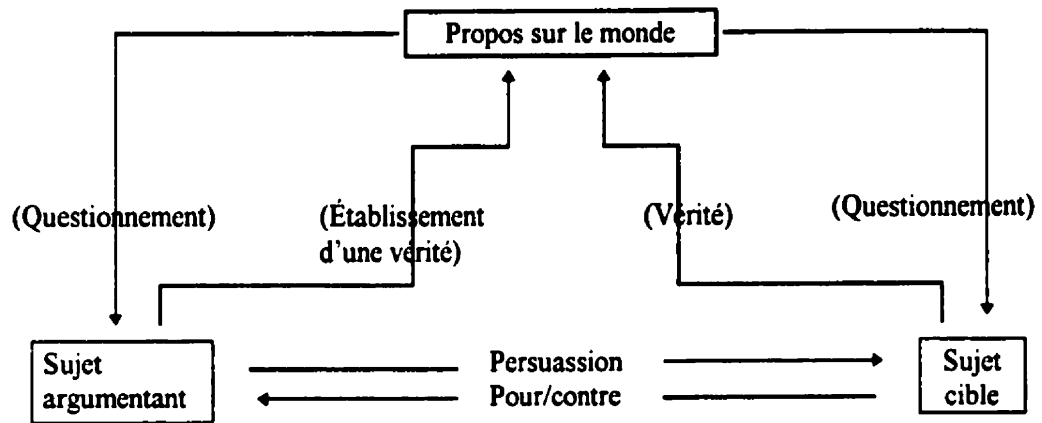 Propos sur le monde
(Questionnement)
(Établissement
d'une vérité)
(Vérité)
(Questionnement)
Sujet
argumentant
Persuassion
Pour/contre
Sujet
cible